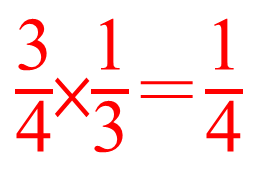 3/4 × 1/3 = 1/4